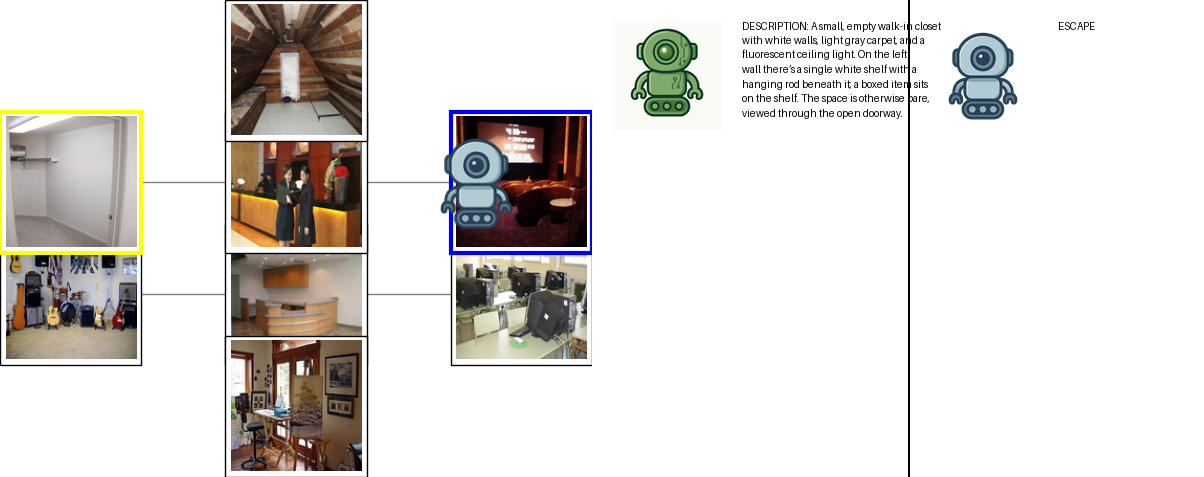 DESCRIPTION: A small, empty walk-in closet
with white walls, light gray carpet, and a
fluorescent ceiling light. On the left
wall there's a single white shelf with a
hanging rod beneath it; a boxed item sits
on the shelf. The space is otherwise bare,
viewed through the open doorway.
ESCAPE